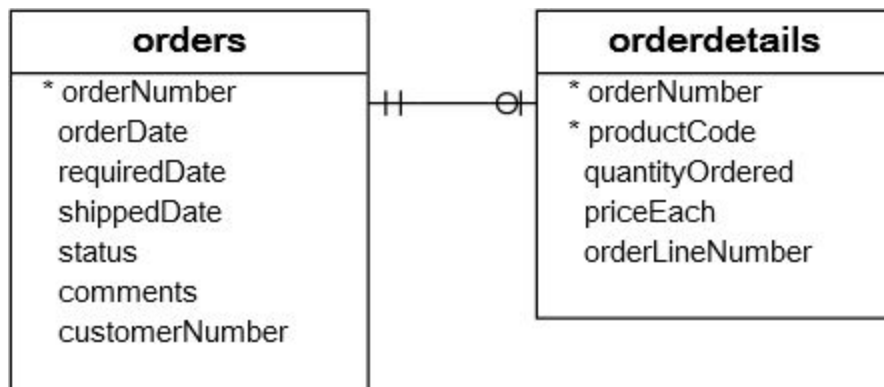 orders
* orderNumber
orderDate
requiredDate
shippedDate
status
comments
customerNumber
orderdetails
* orderNumber
* productCode
quantityOrdered
priceEach
orderLineNumber